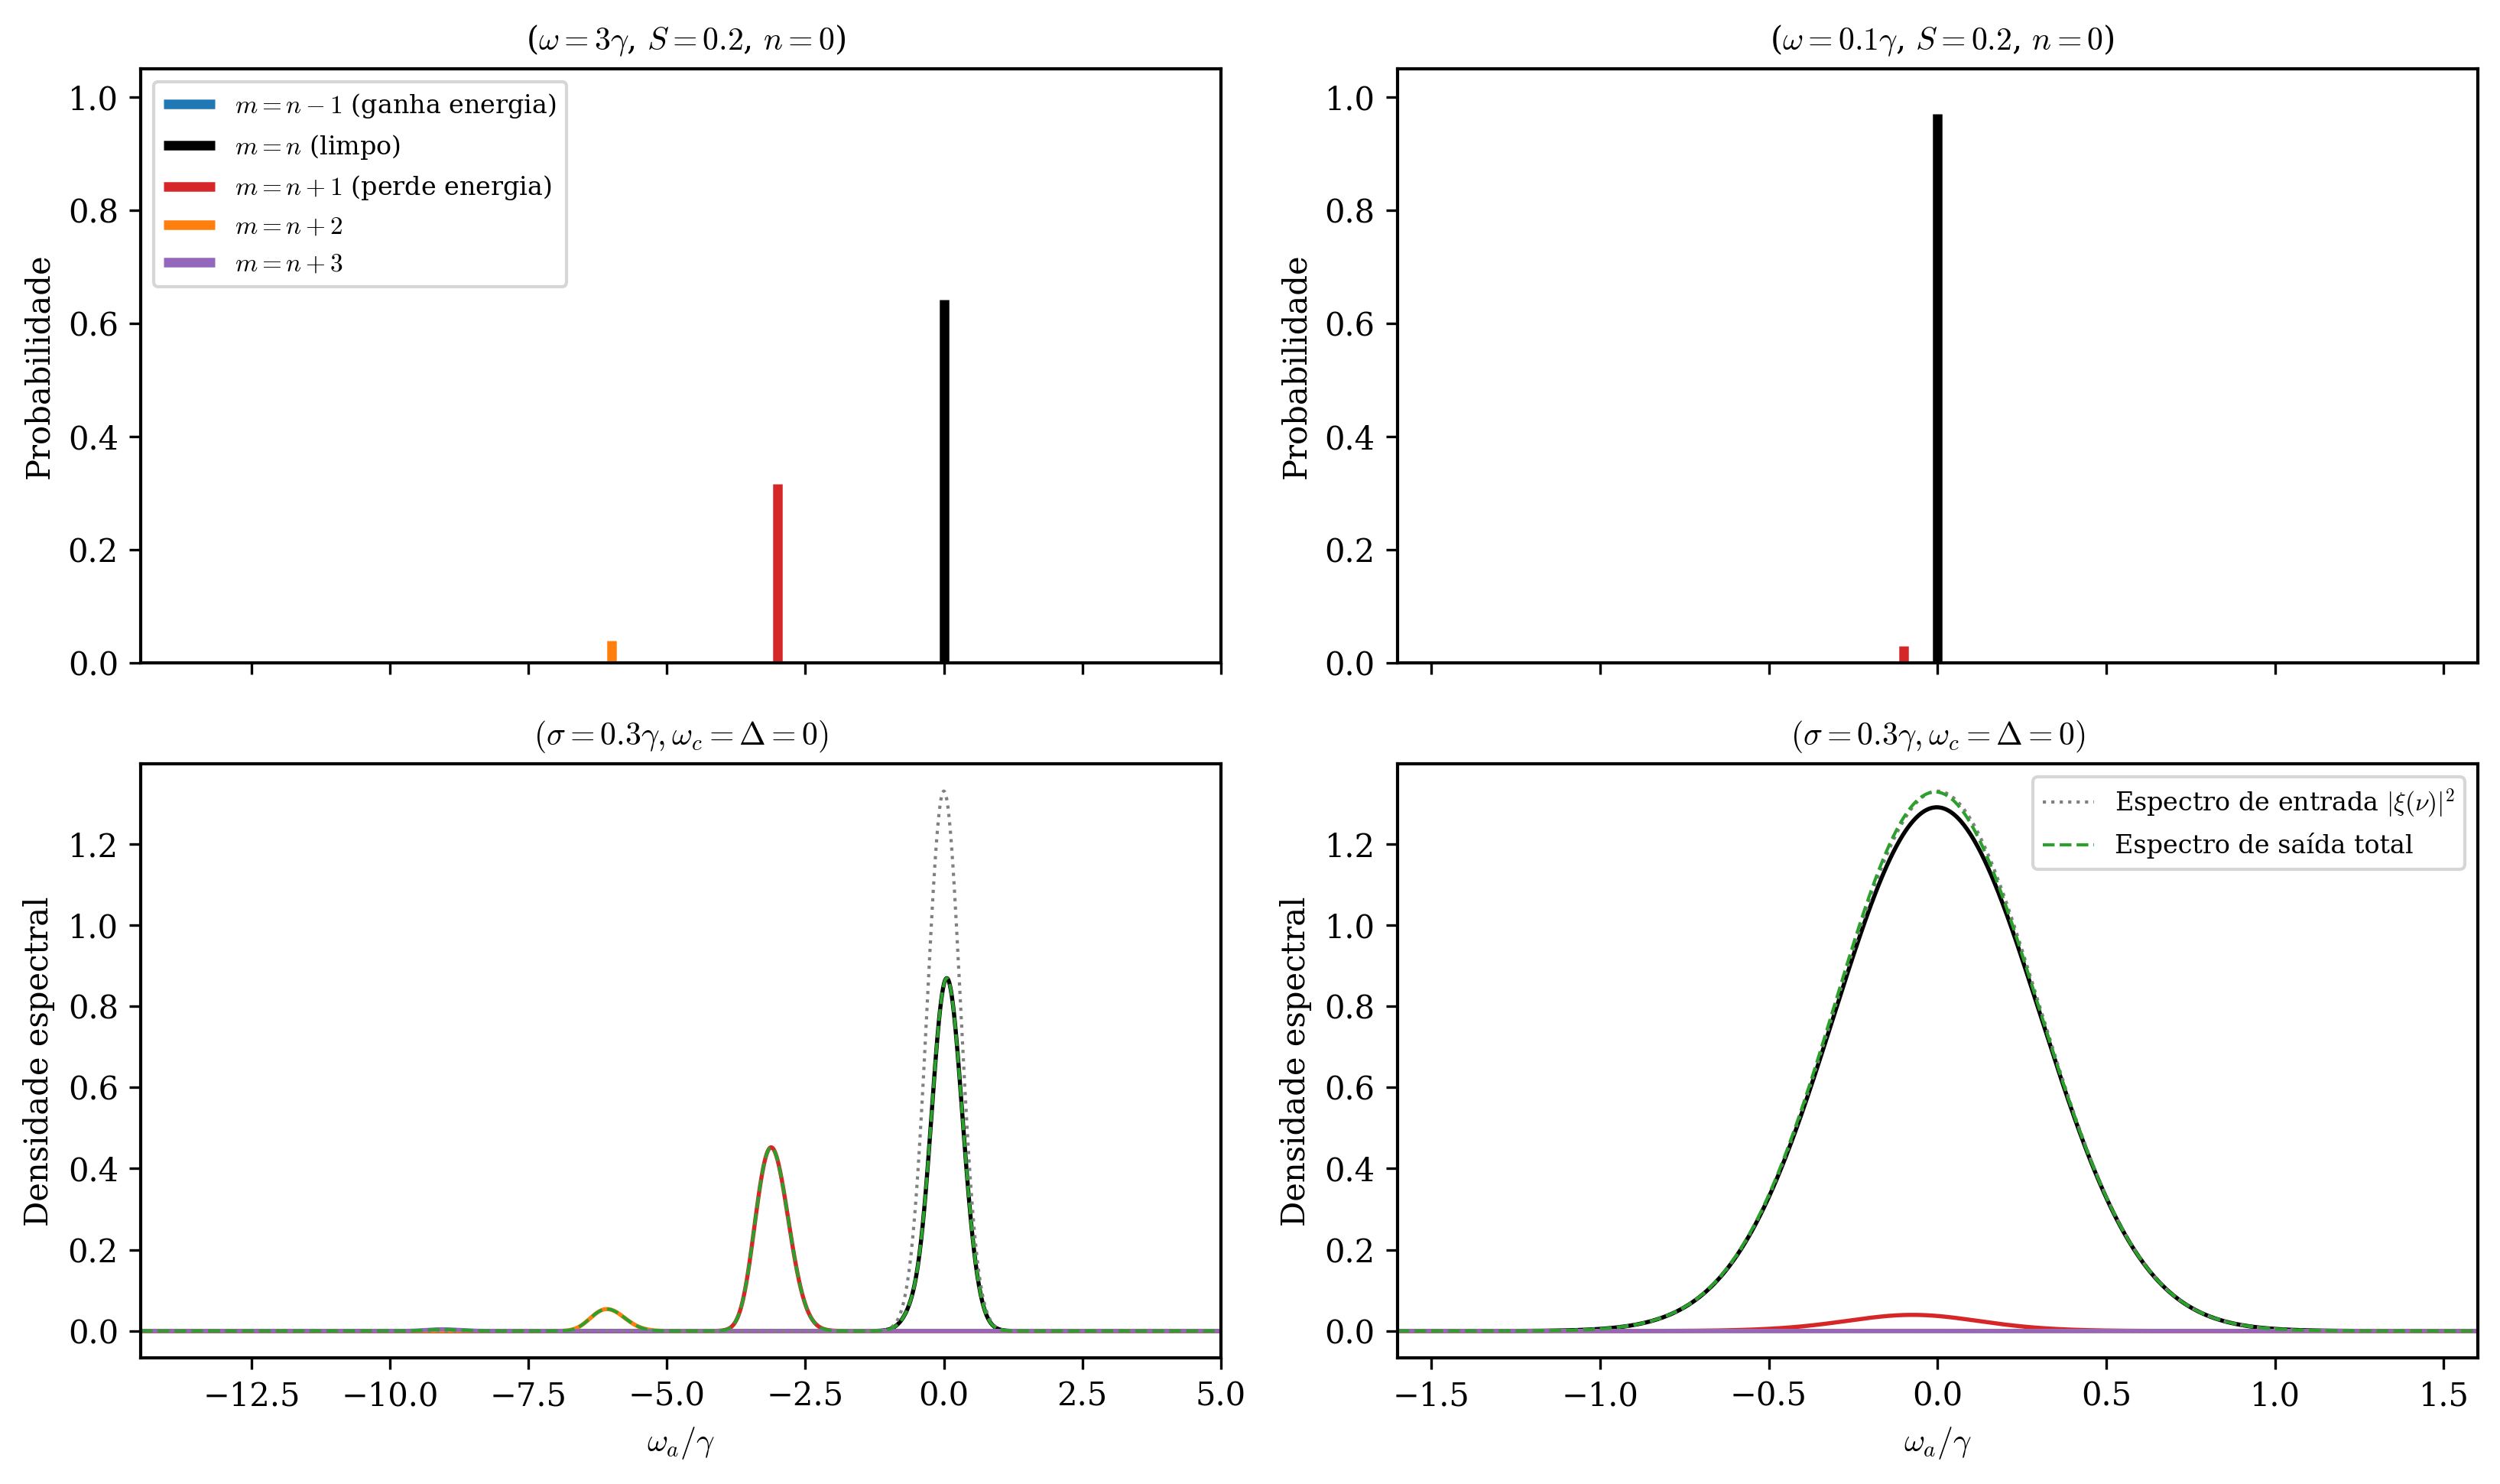 (ω = 3γ, S = 0.2, n = 0)
1.0
0.8
0.6
0.4
0.2
0.0
Probabilidade
m = n − 1 (ganha energia)
m = n (limpo)
m = n + 1 (perde energia)
m = n + 2
m = n + 3
(ω = 0.1γ, S = 0.2, n = 0)
1.0
0.8
0.6
0.4
0.2
0.0
Probabilidade
(σ = 0.3γ, ω_c = Δ = 0)
1.2
1.0
0.8
0.6
0.4
0.2
0.0
Densidade espectral
−12.5 −10.0 −7.5 −5.0 −2.5 0.0 2.5 5.0
ω_a/γ
(σ = 0.3γ, ω_c = Δ = 0)
1.2
1.0
0.8
0.6
0.4
0.2
0.0
Densidade espectral
Espectro de entrada |ξ(ν)|²
Espectro de saída total
−1.5 −1.0 −0.5 0.0 0.5 1.0 1.5
ω_a/γ